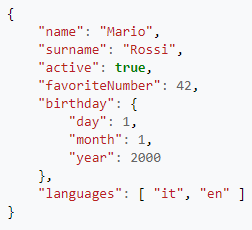 {
    "name": "Mario",
    "surname": "Rossi",
    "active": true,
    "favoriteNumber": 42,
    "birthday": {
        "day": 1,
        "month": 1,
        "year": 2000
    },
    "languages": [ "it", "en" ]
}